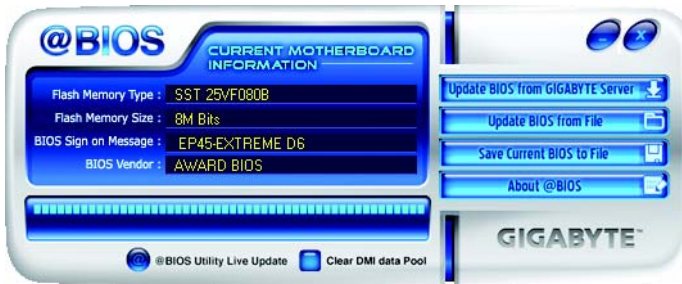 @BIOS
CURRENT MOTHERBOARD
INFORMATION
Flash Memory Type : SST 25VF080B
Flash Memory Size : 8M Bits
BIOS Sign on Message : EP45-EXTREME D6
BIOS Vendor : AWARD BIOS
Update BIOS from GIGABYTE Server
Update BIOS from File
Save Current BIOS to File
About @BIOS
@BIOS Utility Live Update
Clear DMI data Pool
GIGABYTE™